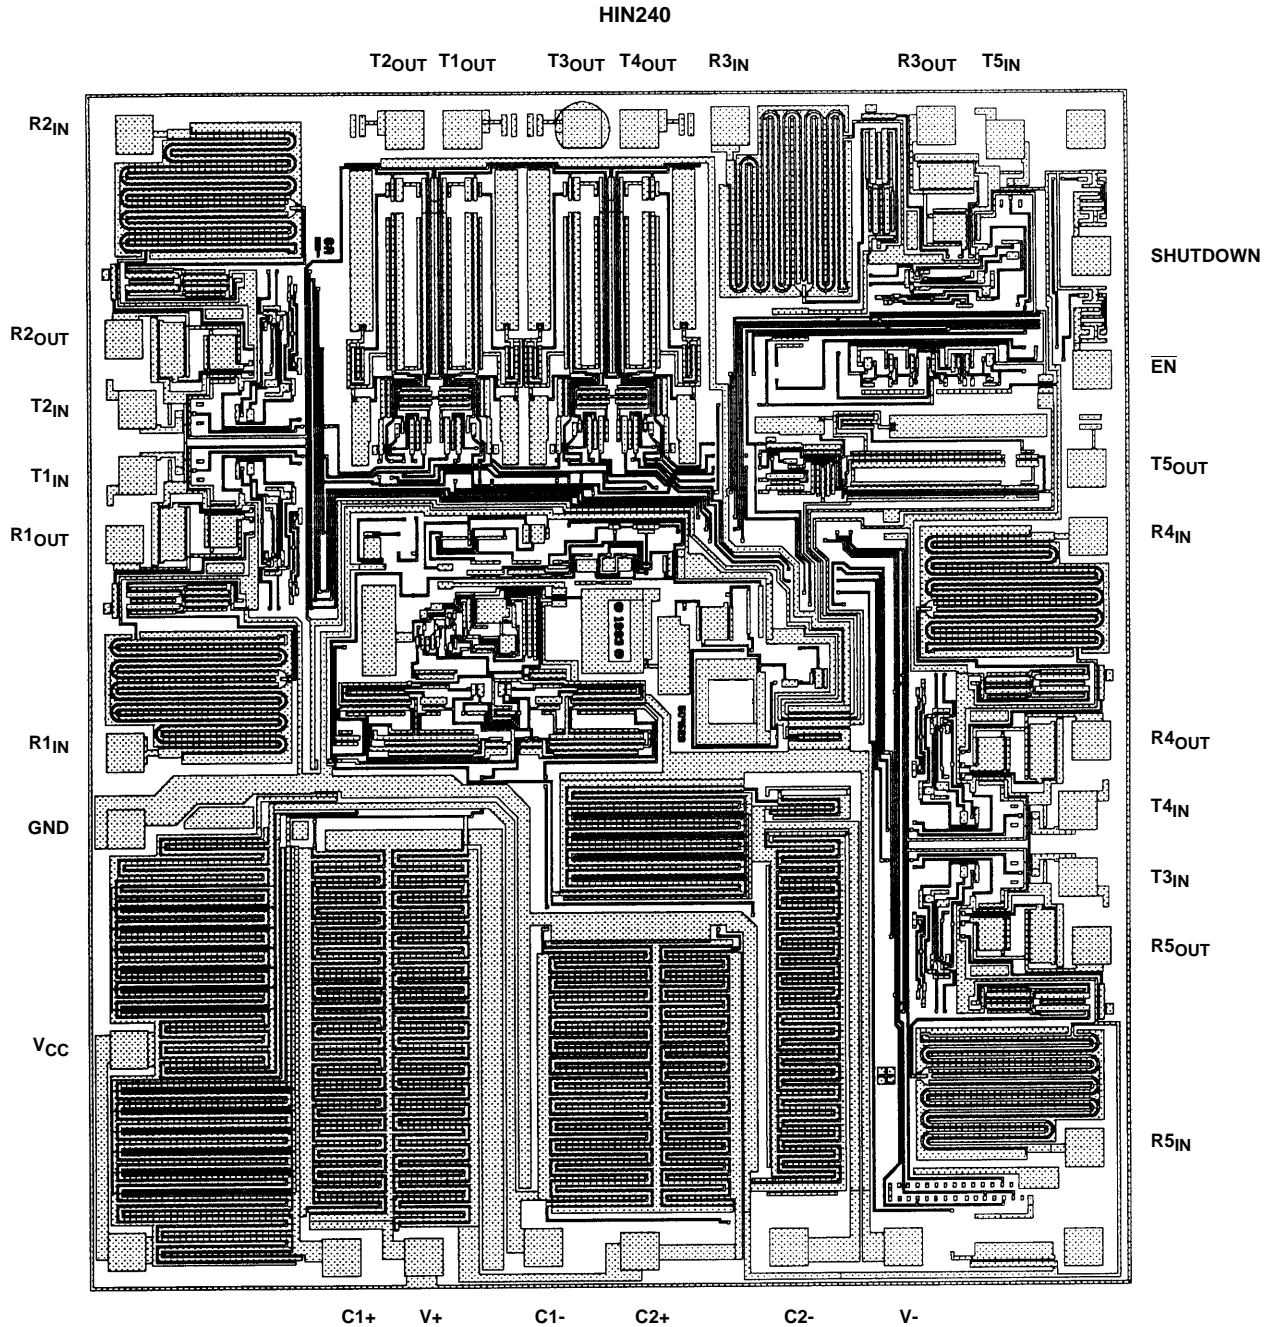 HIN240
T2OUT T1OUT T3OUT T4OUT R3IN R3OUT T5IN
R2IN
SHUTDOWN
R2OUT
EN
T2IN
T5OUT
T1IN
R4IN
R1OUT
© 1993 ©
R1IN
R4OUT
T4IN
GND
T3IN
R5OUT
VCC
R5IN
C1+ V+ C1- C2+ C2- V-